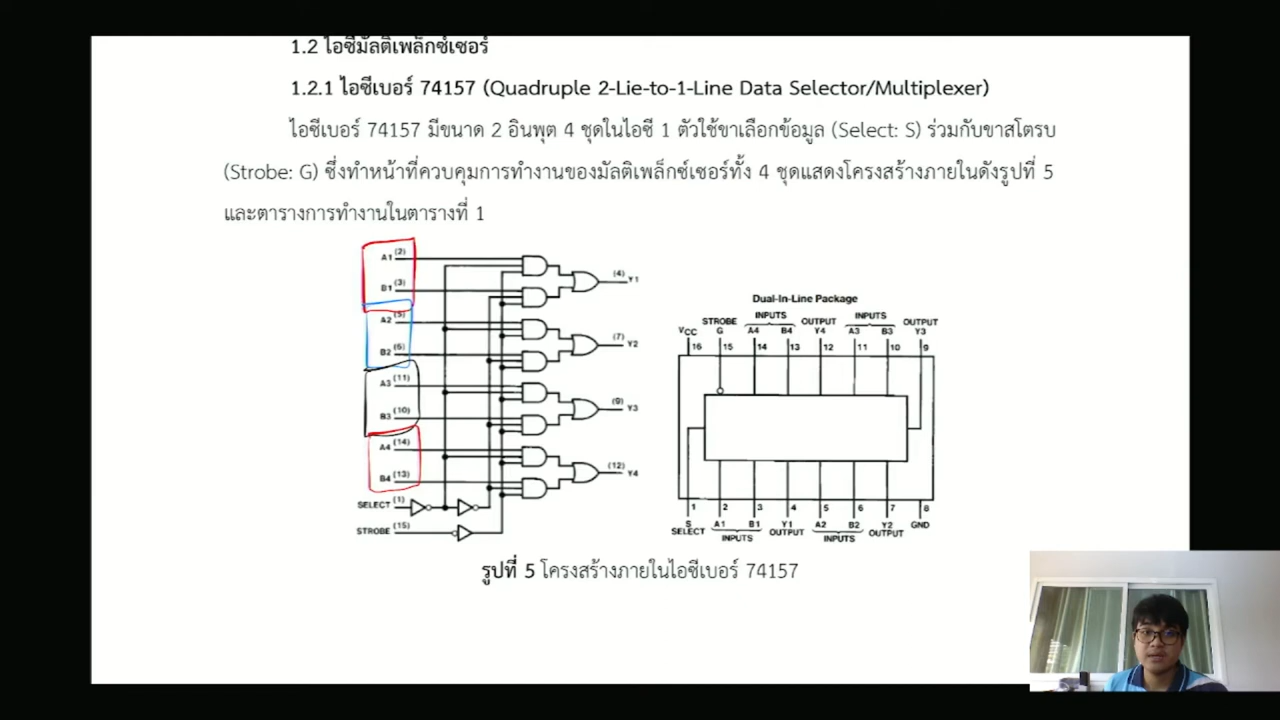 1.2 ไอซีมัลติเพล็กซ์เซอร์
1.2.1 ไอซีเบอร์ 74157 (Quadruple 2-Lie-to-1-Line Data Selector/Multiplexer)
ไอซีเบอร์ 74157 มีขนาด 2 อินพุต 4 ชุดในไอซี 1 ตัวใช้ขาเลือกข้อมูล (Select: S) ร่วมกับขาสโตรบ
(Strobe: G) ซึ่งทำหน้าที่ควบคุมการทำงานของมัลติเพล็กซ์เซอร์ทั้ง 4 ชุดแสดงโครงสร้างภายในดังรูปที่ 5
และตารางการทำงานในตารางที่ 1
A1 (2)
B1 (3)
A2 (5)
B2 (6)
A3 (11)
B3 (10)
A4 (14)
B4 (13)
SELECT (1)
STROBE (15)
(4) Y1
(7) Y2
(9) Y3
(12) Y4
Dual-In-Line Package
STROBE INPUTS OUTPUT INPUTS OUTPUT
VCC G A4 B4 Y4 A3 B3 Y3
16 15 14 13 12 11 10 9
1 2 3 4 5 6 7 8
S A1 B1 Y1 A2 B2 Y2 GND
SELECT INPUTS OUTPUT INPUTS OUTPUT
รูปที่ 5 โครงสร้างภายในไอซีเบอร์ 74157